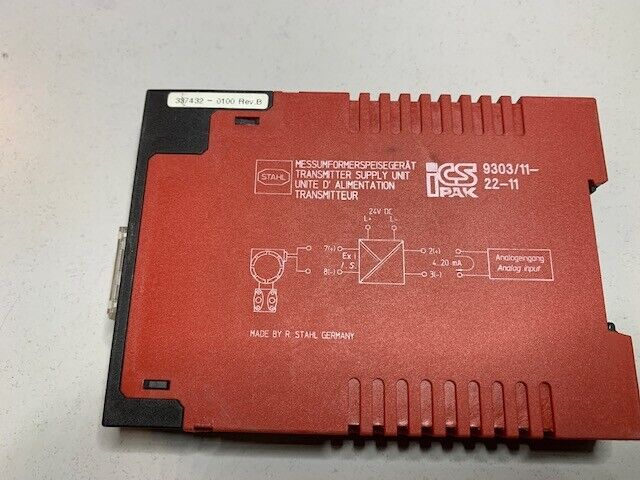 337432 - 0100 Rev.B
STAHL
MESSUMFORMERSPEISEGERÄT
TRANSMITTER SUPPLY UNIT
UNITE D' ALIMENTATION
TRANSMITTEUR
iCS
PAK
9303/11-
22-11
24V DC
L+ L-
7(+)
Ex i
2(+)
I. S.
4...20 mA
8(-)
3(-)
Analogeingang
Analog input
MADE BY R. STAHL GERMANY